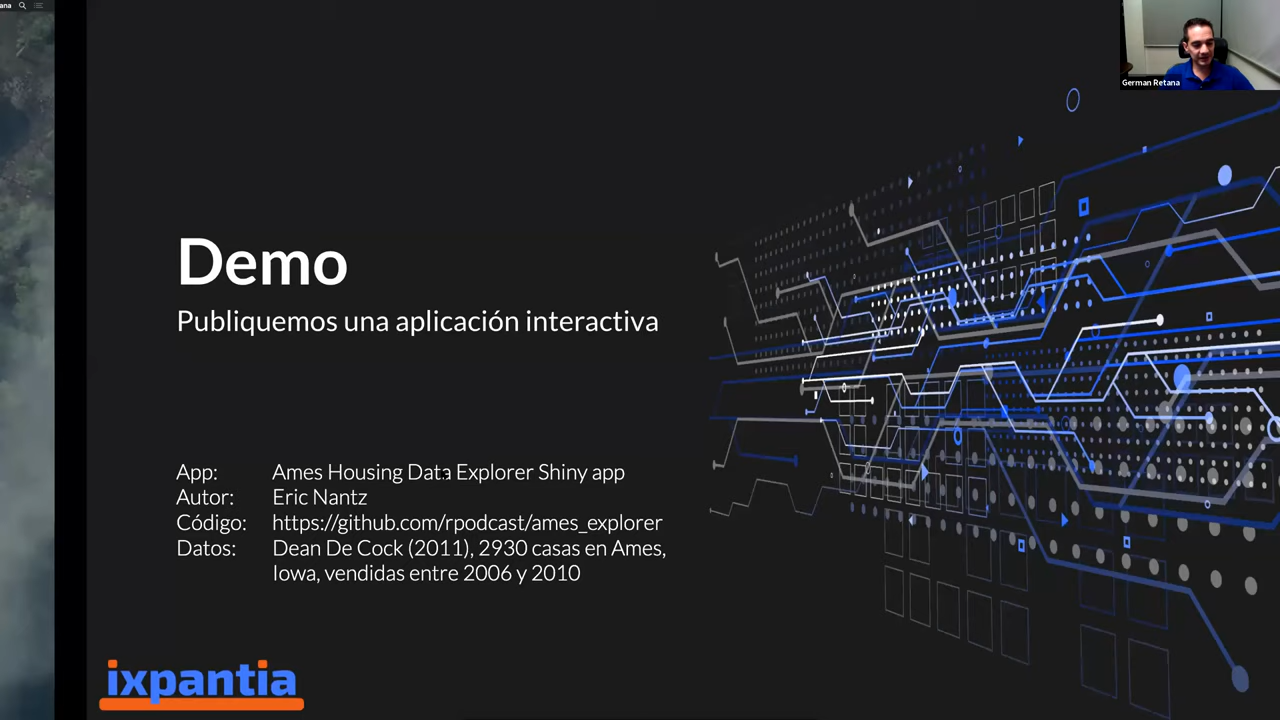 ana
German Retana
Demo
Publiquemos una aplicación interactiva
App: Ames Housing Data Explorer Shiny app
Autor: Eric Nantz
Código: https://github.com/rpodcast/ames_explorer
Datos: Dean De Cock (2011), 2930 casas en Ames,
Iowa, vendidas entre 2006 y 2010
ixpantia